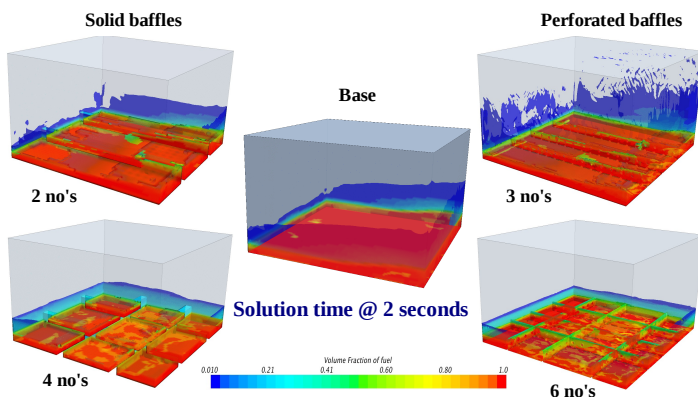 Solid baffles
Perforated baffles
Base
2 no's
3 no's
Solution time @ 2 seconds
Volume Fraction of fuel
0.010 0.21 0.41 0.60 0.80 1.0
4 no's
6 no's